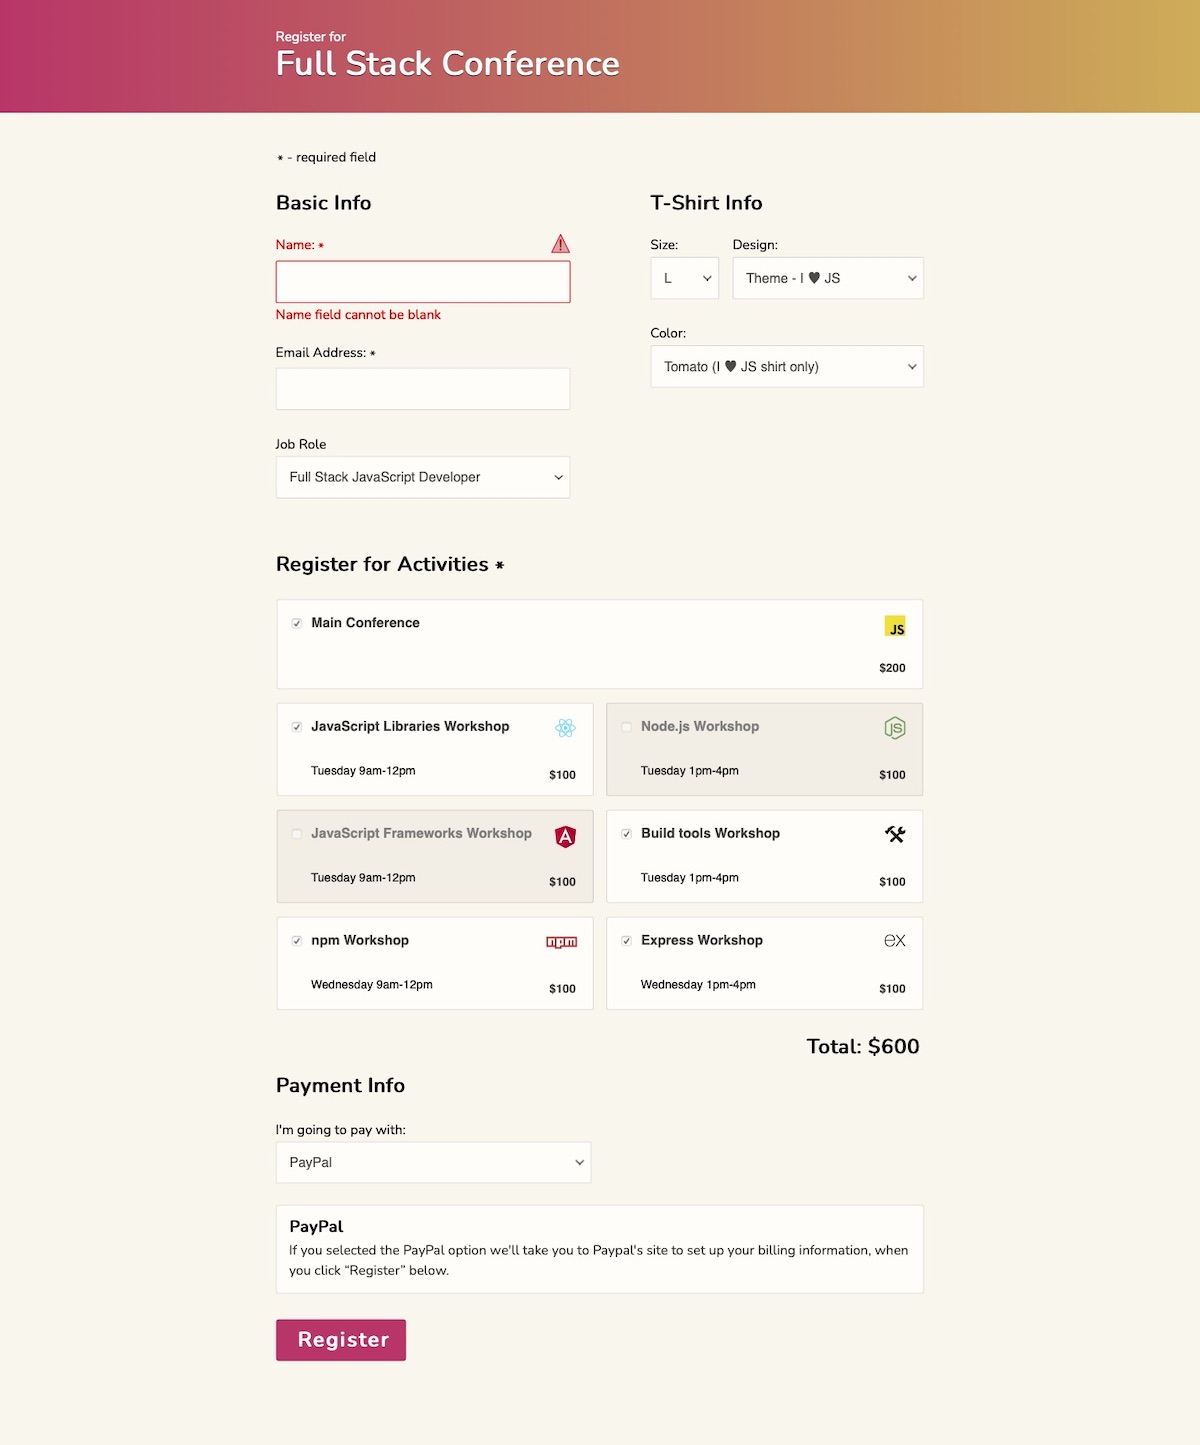 Register for
Full Stack Conference
* - required field
Basic Info
Name: *
Name field cannot be blank
Email Address: *
Job Role
Full Stack JavaScript Developer
T-Shirt Info
Size:
Design:
L
Theme - I ♥ JS
Color:
Tomato (I ♥ JS shirt only)
Register for Activities *
Main Conference
JS
$200
JavaScript Libraries Workshop
Tuesday 9am-12pm
$100
Node.js Workshop
JS
Tuesday 1pm-4pm
$100
JavaScript Frameworks Workshop
A
Tuesday 9am-12pm
$100
Build tools Workshop
Tuesday 1pm-4pm
$100
npm Workshop
npm
Wednesday 9am-12pm
$100
Express Workshop
ex
Wednesday 1pm-4pm
$100
Total: $600
Payment Info
I'm going to pay with:
PayPal
PayPal
If you selected the PayPal option we'll take you to Paypal's site to set up your billing information, when
you click “Register” below.
Register